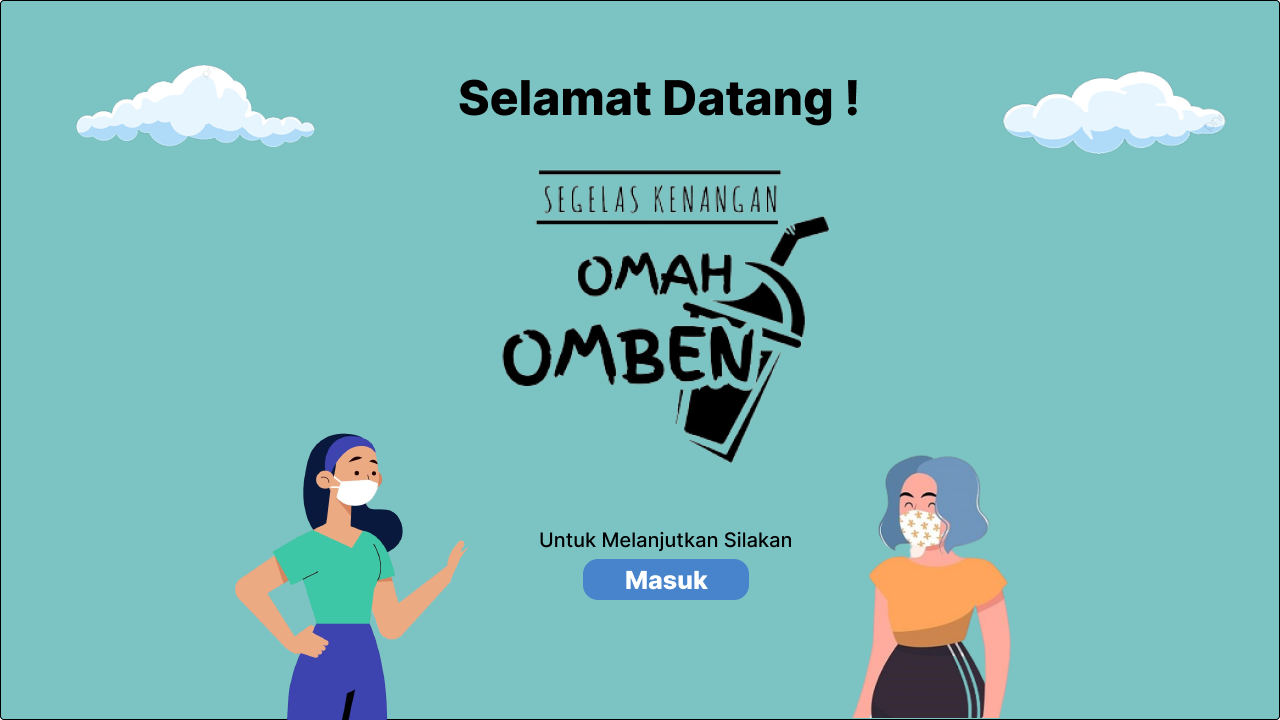 Selamat Datang !
SEGELAS KENANGAN
OMAH
OMBEN
Untuk Melanjutkan Silakan
Masuk